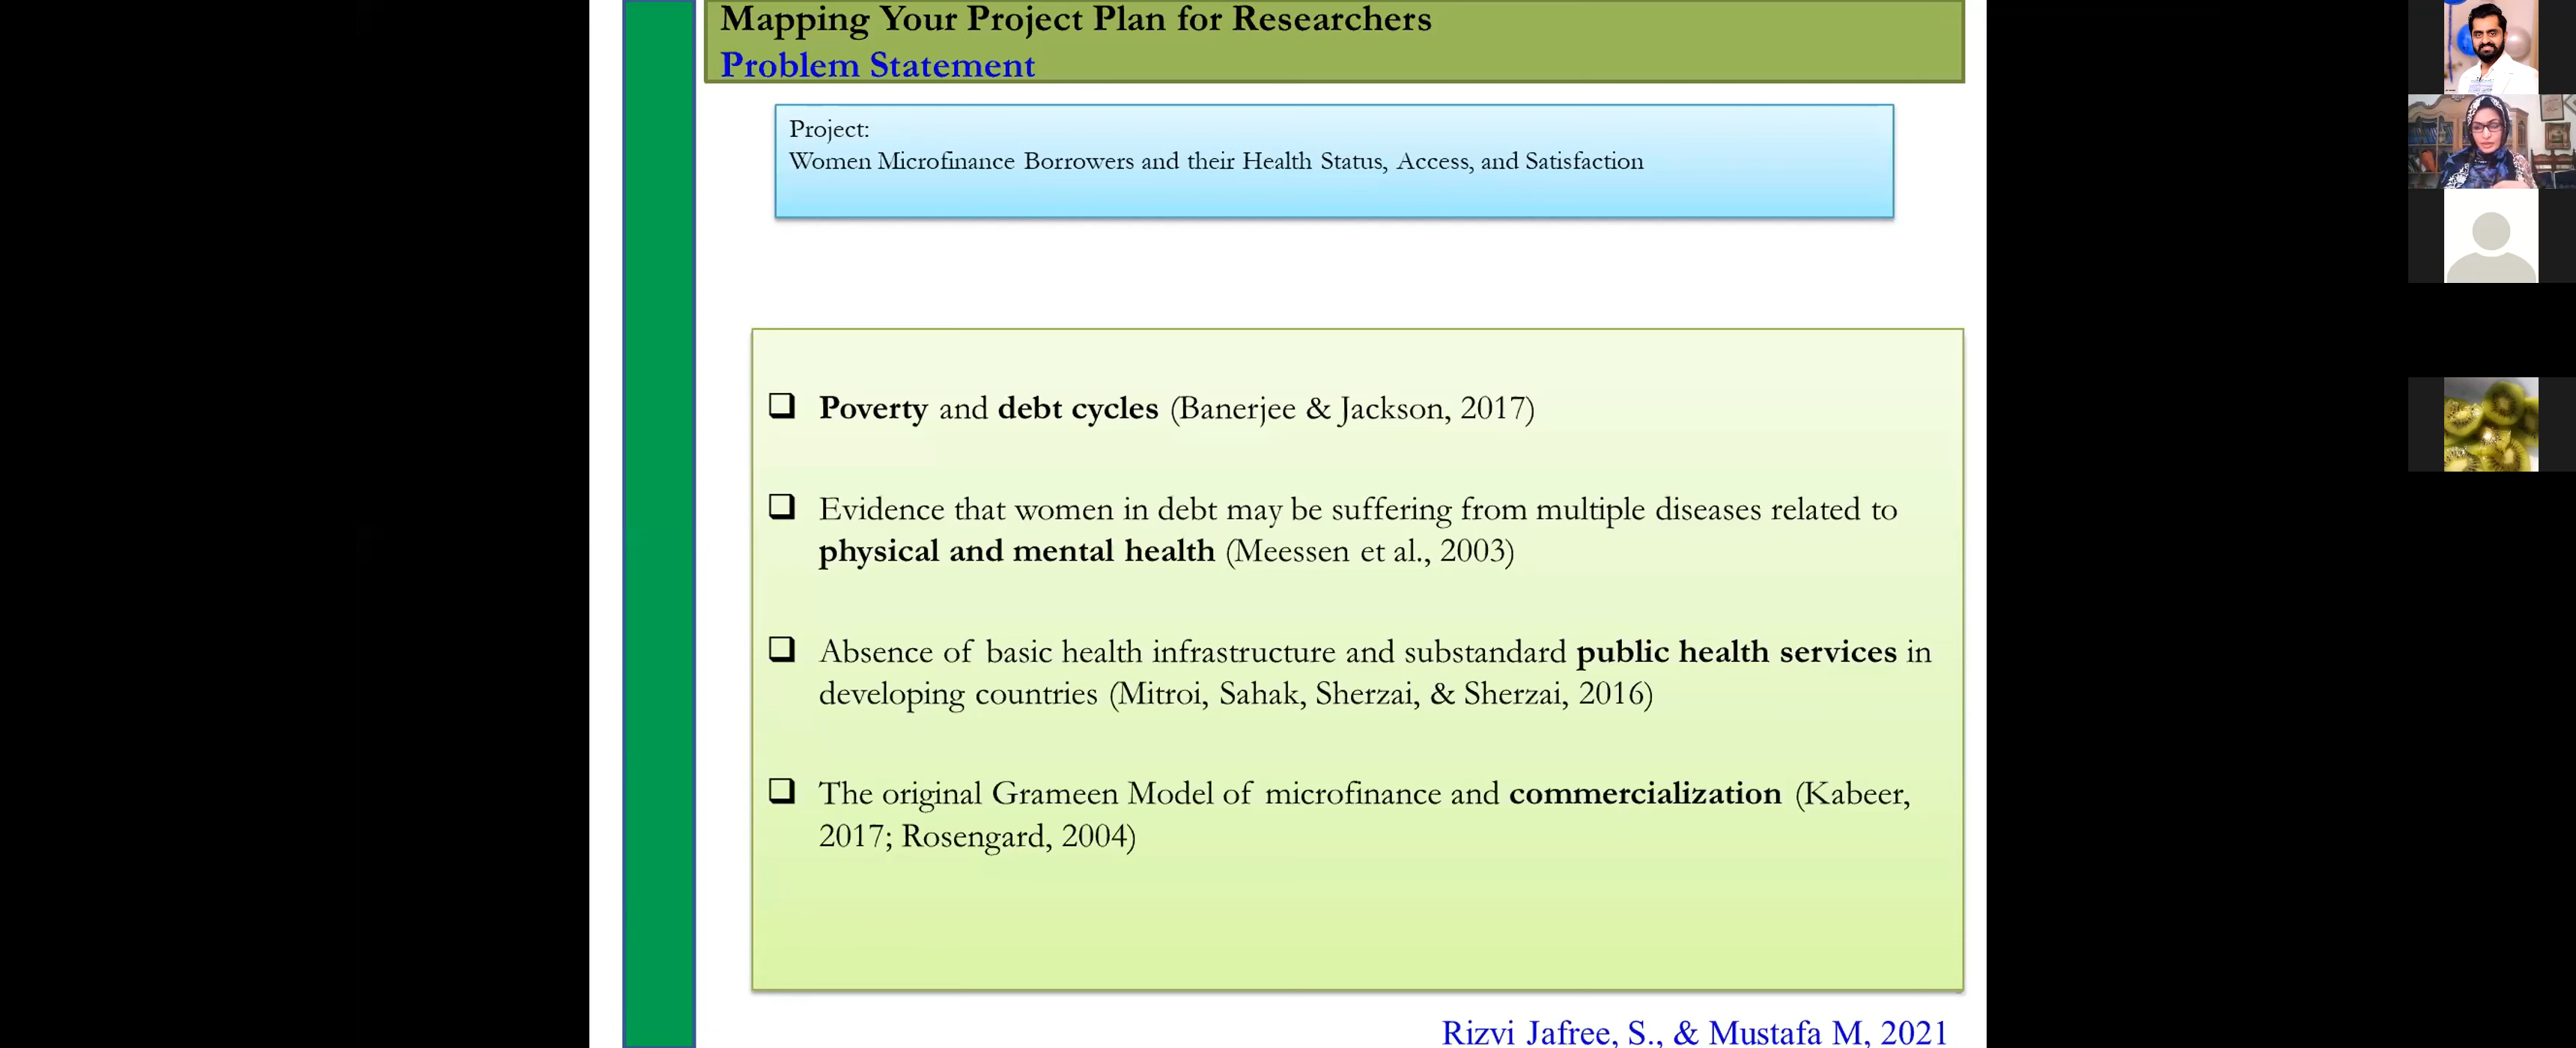 Mapping Your Project Plan for Researchers
Problem Statement
Project:
Women Microfinance Borrowers and their Health Status, Access, and Satisfaction
❑ Poverty and debt cycles (Banerjee & Jackson, 2017)
❑ Evidence that women in debt may be suffering from multiple diseases related to
physical and mental health (Meessen et al., 2003)
❑ Absence of basic health infrastructure and substandard public health services in
developing countries (Mitroi, Sahak, Sherzai, & Sherzai, 2016)
❑ The original Grameen Model of microfinance and commercialization (Kabeer,
2017; Rosengard, 2004)
Rizvi Jafree, S., & Mustafa M, 2021